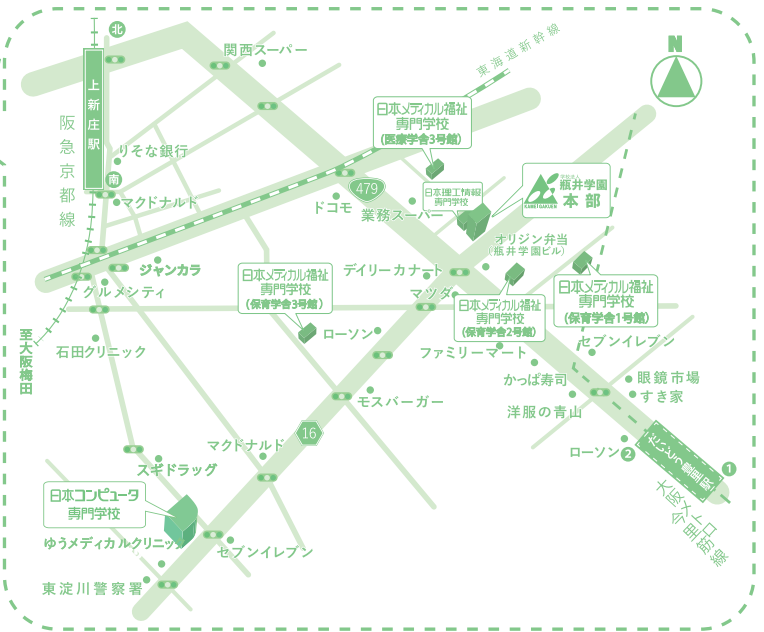 北
関西スーパー
東海道新幹線
N
上新庄駅
阪急京都線
日本メディカル福祉
専門学校
(医療学舎3号館)
りそな銀行
南
マクドナルド
479
ドコモ
業務スーパー
日本理工情報
専門学校
学校法人
瓶井学園
本部
KAMEI GAKUEN
オリジン弁当
(瓶井学園ビル)
ジャンカラ
グルメシティ
日本メディカル福祉
専門学校
(保育学舎3号館)
デイリーカナート
マツダ
日本メディカル福祉
専門学校
(保育学舎2号館)
日本メディカル福祉
専門学校
(保育学舎1号館)
至大阪梅田
石田クリニック
ローソン
ファミリーマート
セブンイレブン
かっぱ寿司
眼鏡市場
すき家
洋服の青山
モスバーガー
16
マクドナルド
スギドラッグ
ローソン
2
だいどう豊里駅
1
大阪メトロ
今里筋線
日本コンピュータ
専門学校
ゆうメディカルクリニック
セブンイレブン
東淀川警察署